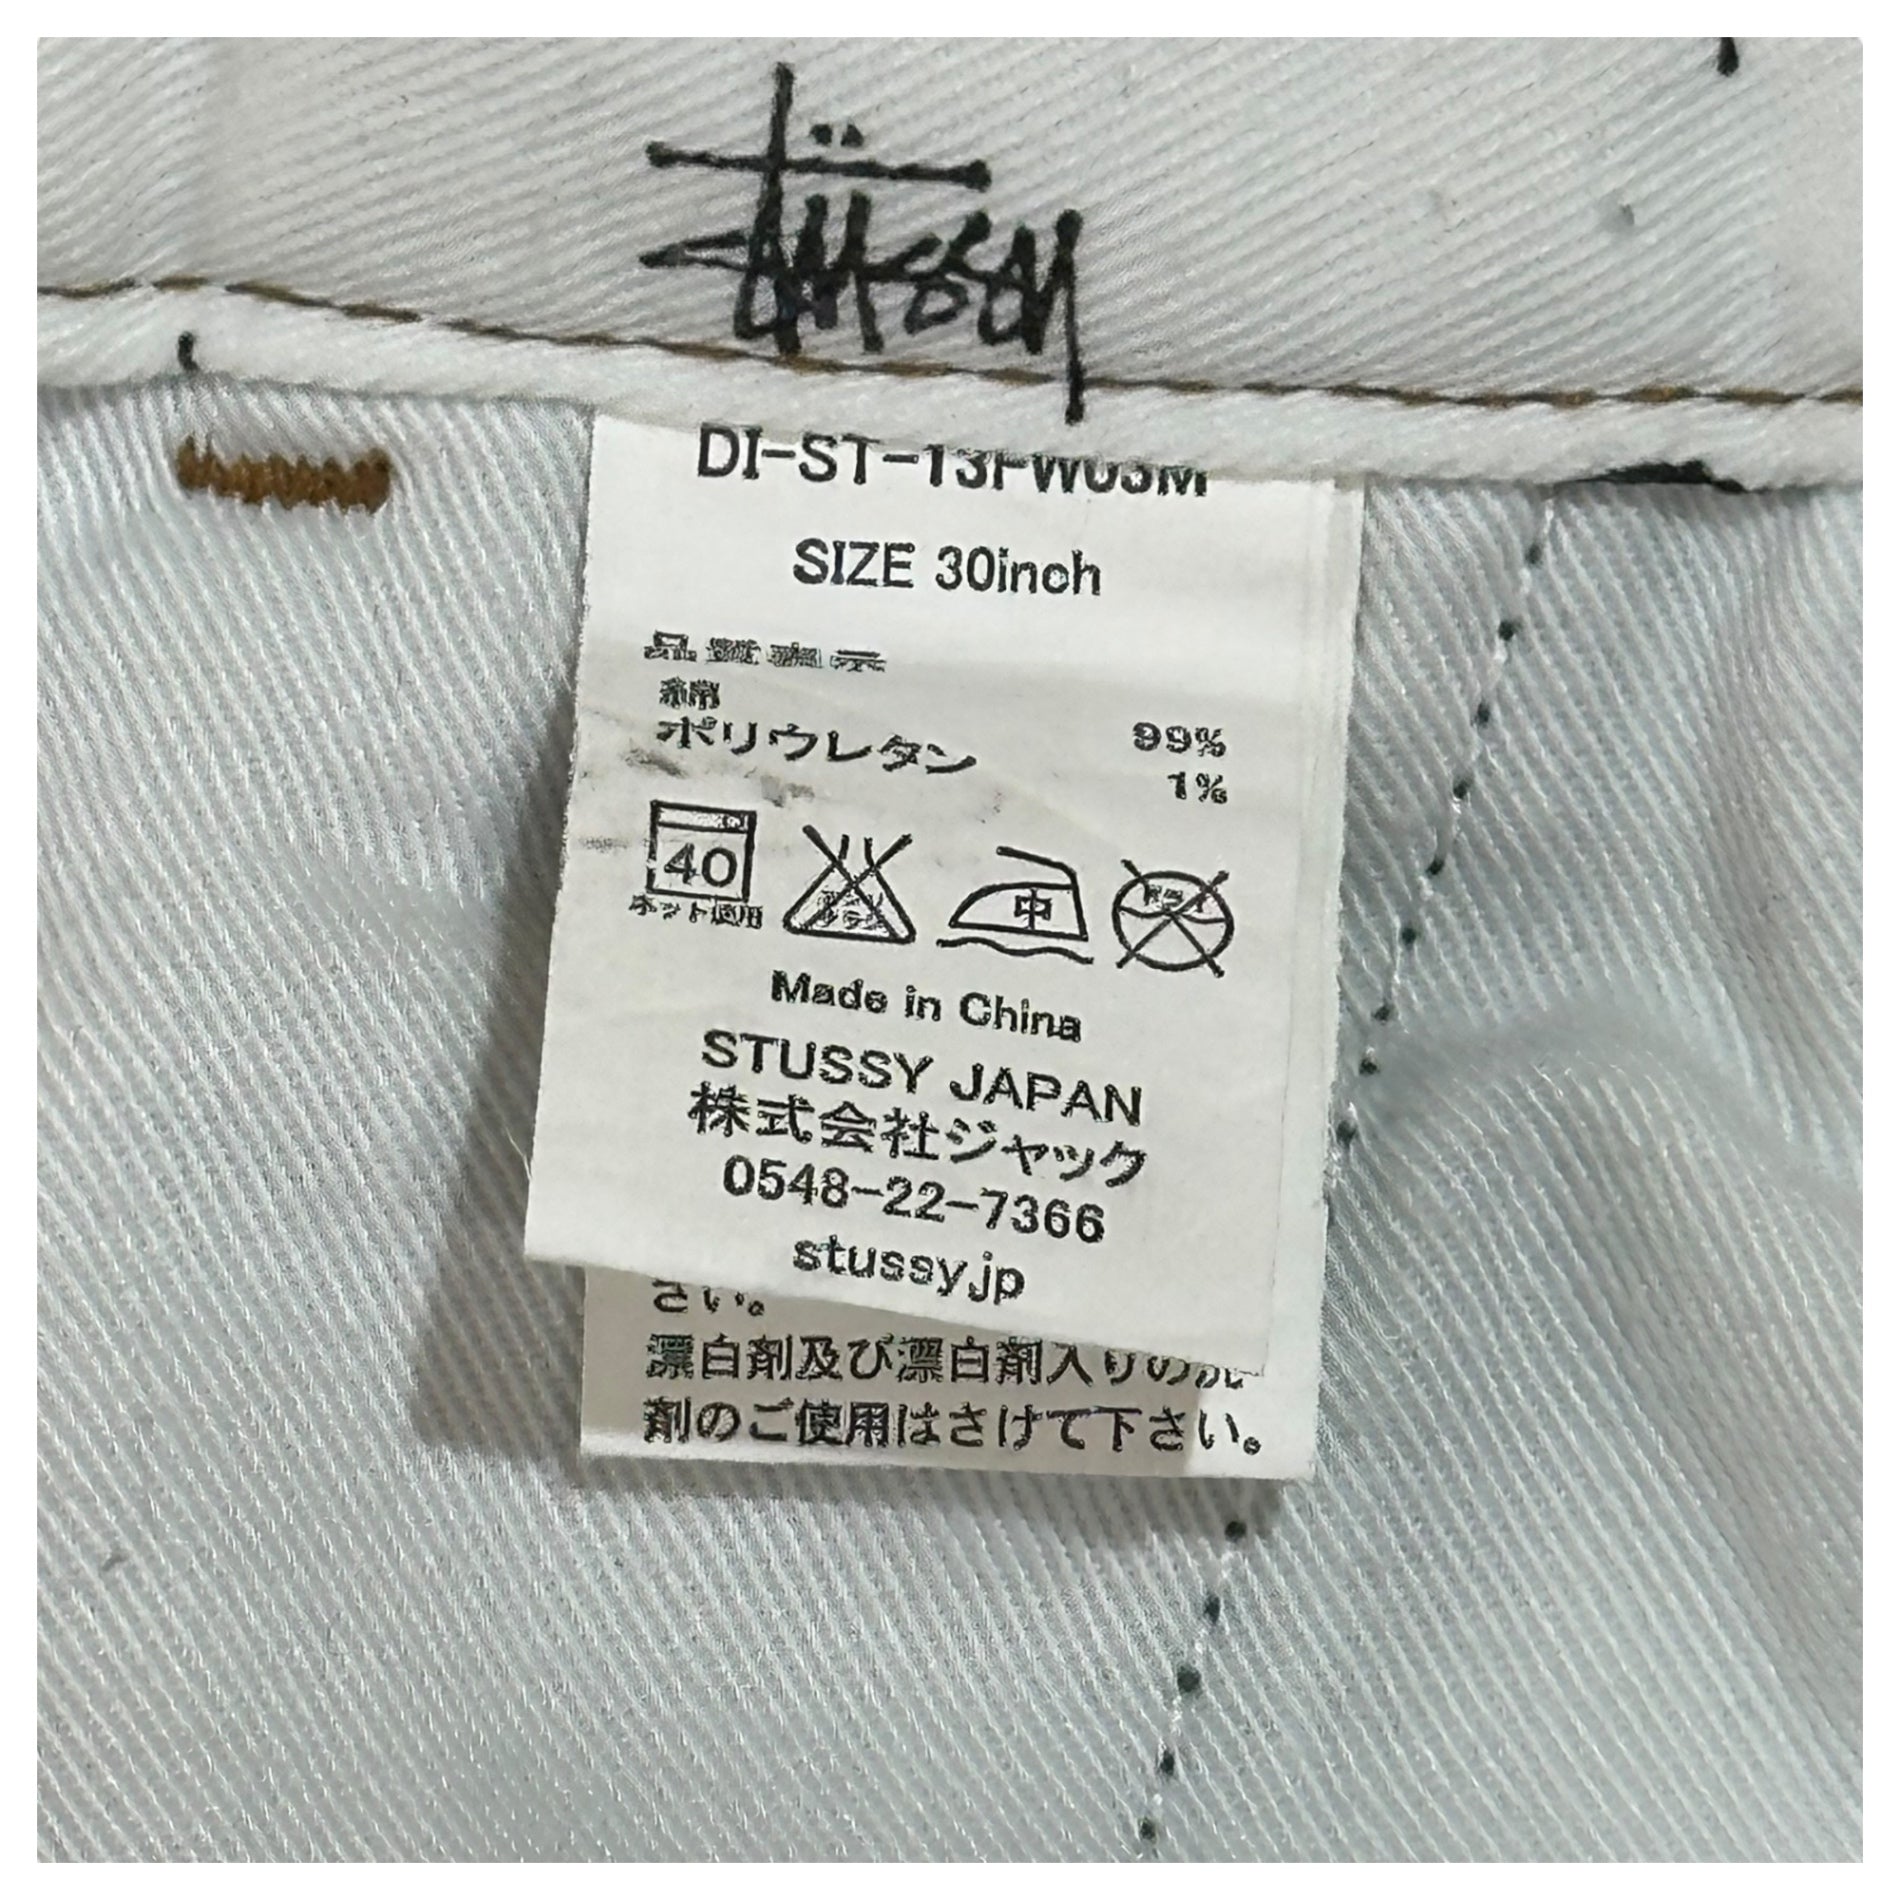 Stüssy
DI-ST-13FW03M
SIZE 30inch
品質表示
綿
99%
ポリウレタン
1%
40
ネット使用
中
Made in China
STUSSY JAPAN
株式会社ジャック
0548-22-7366
stussy.jp
さい。
漂白剤及び漂白剤入りの洗
剤のご使用はさけて下さい。